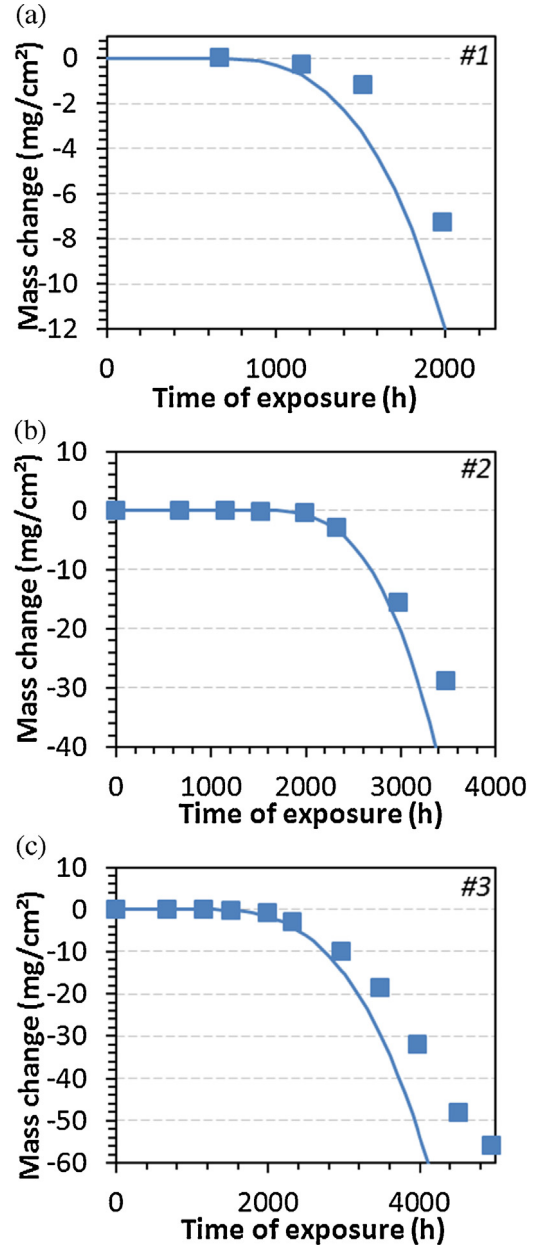 (a)
#1
Mass change (mg/cm²)
0
-2
-4
-6
-8
-10
-12
0 1000 2000
Time of exposure (h)
(b)
#2
Mass change (mg/cm²)
10
0
-10
-20
-30
-40
0 1000 2000 3000 4000
Time of exposure (h)
(c)
#3
Mass change (mg/cm²)
10
0
-10
-20
-30
-40
-50
-60
0 2000 4000
Time of exposure (h)